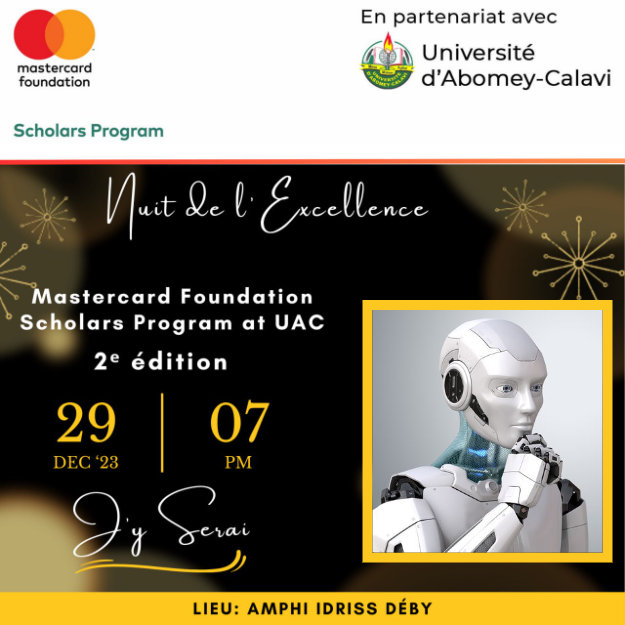 mastercard
foundation
Scholars Program
En partenariat avec
Université
d'Abomey-Calavi
Nuit de l'Excellence
Mastercard Foundation
Scholars Program at UAC
2ᵉ édition
29
DEC '23
07
PM
J'y Serai
LIEU: AMPHI IDRISS DÉBY